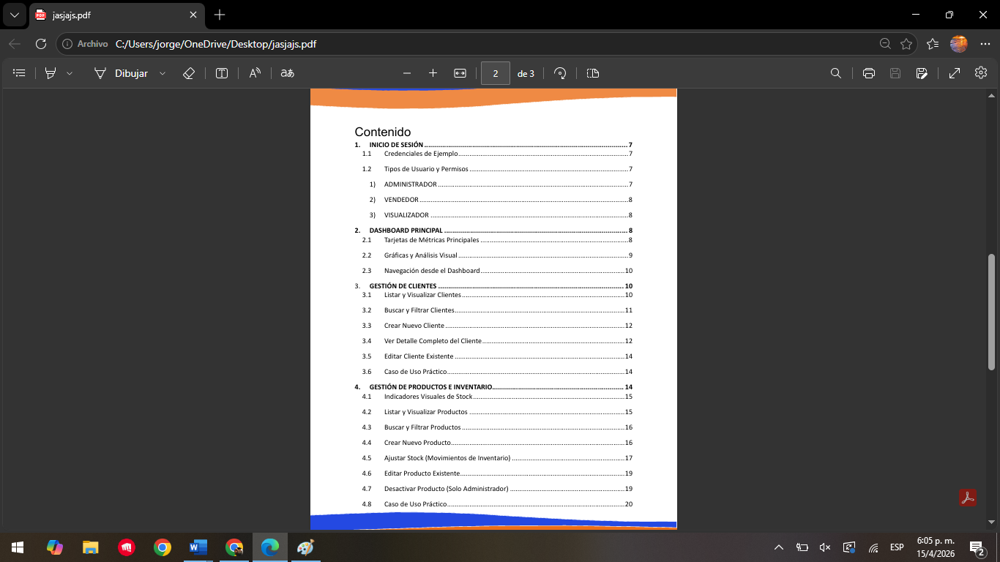 jasjajs.pdf
Archivo C:/Users/jorge/OneDrive/Desktop/jasjajs.pdf
Dibujar 2 de 3
Contenido
1. INICIO DE SESIÓN 7
1.1 Credenciales de Ejemplo 7
1.2 Tipos de Usuario y Permisos 7
1) ADMINISTRADOR 7
2) VENDEDOR 8
3) VISUALIZADOR 8
2. DASHBOARD PRINCIPAL 8
2.1 Tarjetas de Métricas Principales 8
2.2 Gráficas y Análisis Visual 9
2.3 Navegación desde el Dashboard 10
3. GESTIÓN DE CLIENTES 10
3.1 Listar y Visualizar Clientes 10
3.2 Buscar y Filtrar Clientes 11
3.3 Crear Nuevo Cliente 12
3.4 Ver Detalle Completo del Cliente 12
3.5 Editar Cliente Existente 14
3.6 Caso de Uso Práctico 14
4. GESTIÓN DE PRODUCTOS E INVENTARIO 14
4.1 Indicadores Visuales de Stock 15
4.2 Listar y Visualizar Productos 15
4.3 Buscar y Filtrar Productos 16
4.4 Crear Nuevo Producto 16
4.5 Ajustar Stock (Movimientos de Inventario) 17
4.6 Editar Producto Existente 19
4.7 Desactivar Producto (Solo Administrador) 19
4.8 Caso de Uso Práctico 20
ESP
6:05 p. m.
15/4/2026
2